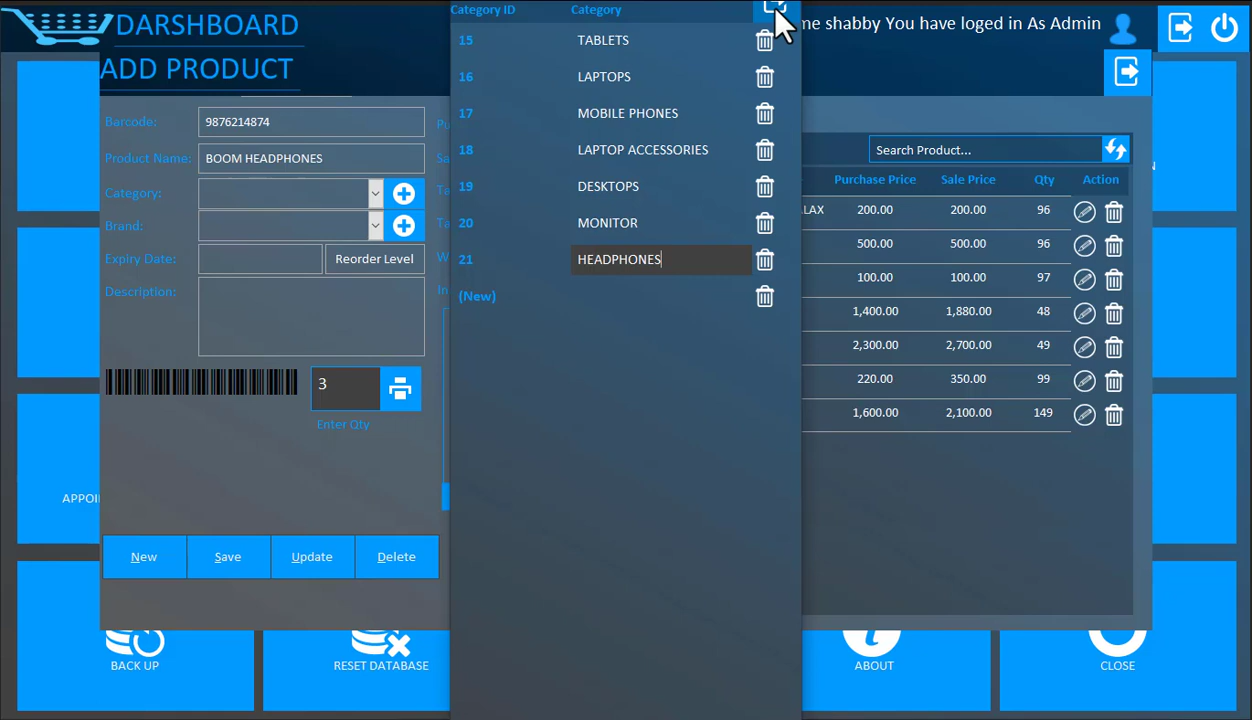 DARSHBOARD
ADD PRODUCT
me shabby You have loged in As Admin
Barcode: 9876214874
Product Name: BOOM HEADPHONES
Category:
Brand:
Expiry Date: Reorder Level
Description:
3
Enter Qty
New Save Update Delete
Category ID Category
15 TABLETS
16 LAPTOPS
17 MOBILE PHONES
18 LAPTOP ACCESSORIES
19 DESKTOPS
20 MONITOR
21 HEADPHONES
(New)
Search Product...
Purchase Price Sale Price Qty Action
200.00 200.00 96
500.00 500.00 96
100.00 100.00 97
1,400.00 1,880.00 48
2,300.00 2,700.00 49
220.00 350.00 99
1,600.00 2,100.00 149
BACK UP RESET DATABASE ABOUT CLOSE